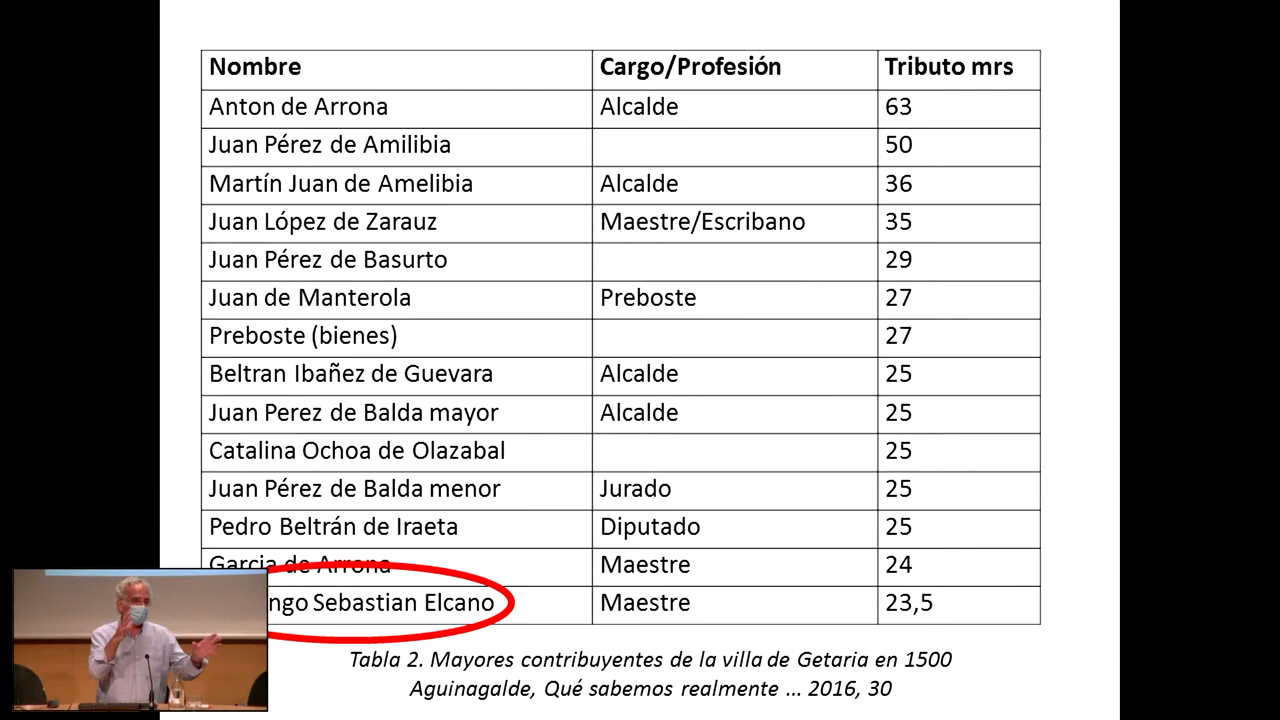 Nombre Cargo/Profesión Tributo mrs
Anton de Arrona Alcalde 63
Juan Pérez de Amilibia 50
Martín Juan de Amelibia Alcalde 36
Juan López de Zarauz Maestre/Escribano 35
Juan Pérez de Basurto 29
Juan de Manterola Preboste 27
Preboste (bienes) 27
Beltran Ibañez de Guevara Alcalde 25
Juan Perez de Balda mayor Alcalde 25
Catalina Ochoa de Olazabal 25
Juan Pérez de Balda menor Jurado 25
Pedro Beltrán de Iraeta Diputado 25
Garcia de Arrona Maestre 24
ngo Sebastian Elcano Maestre 23,5
Tabla 2. Mayores contribuyentes de la villa de Getaria en 1500
Aguinagalde, Qué sabemos realmente ... 2016, 30